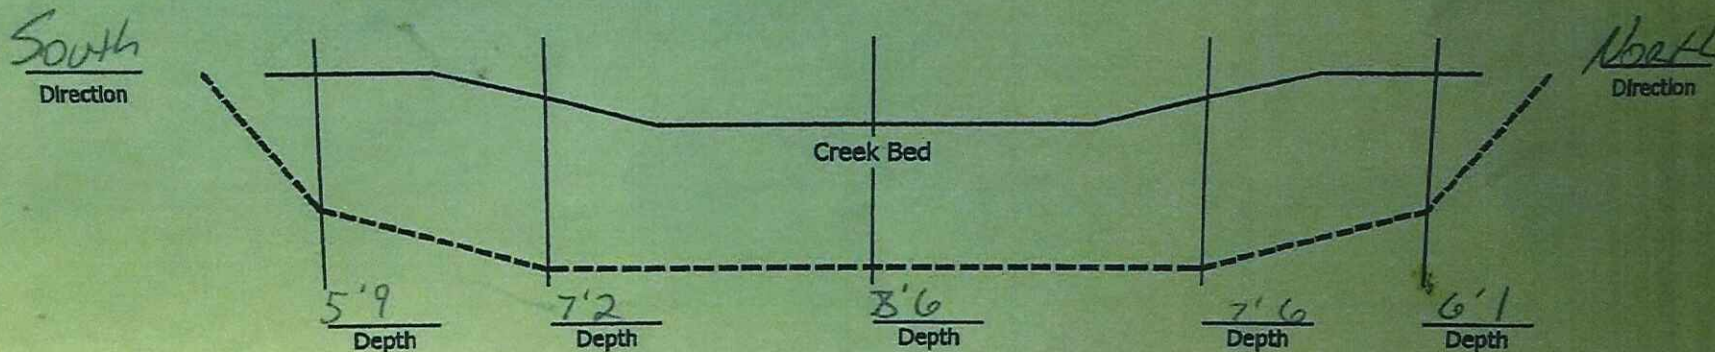 South
North
Direction
Direction
Creek Bed
5'9
7'2
8'6
7'6
6'1
Depth
Depth
Depth
Depth
Depth